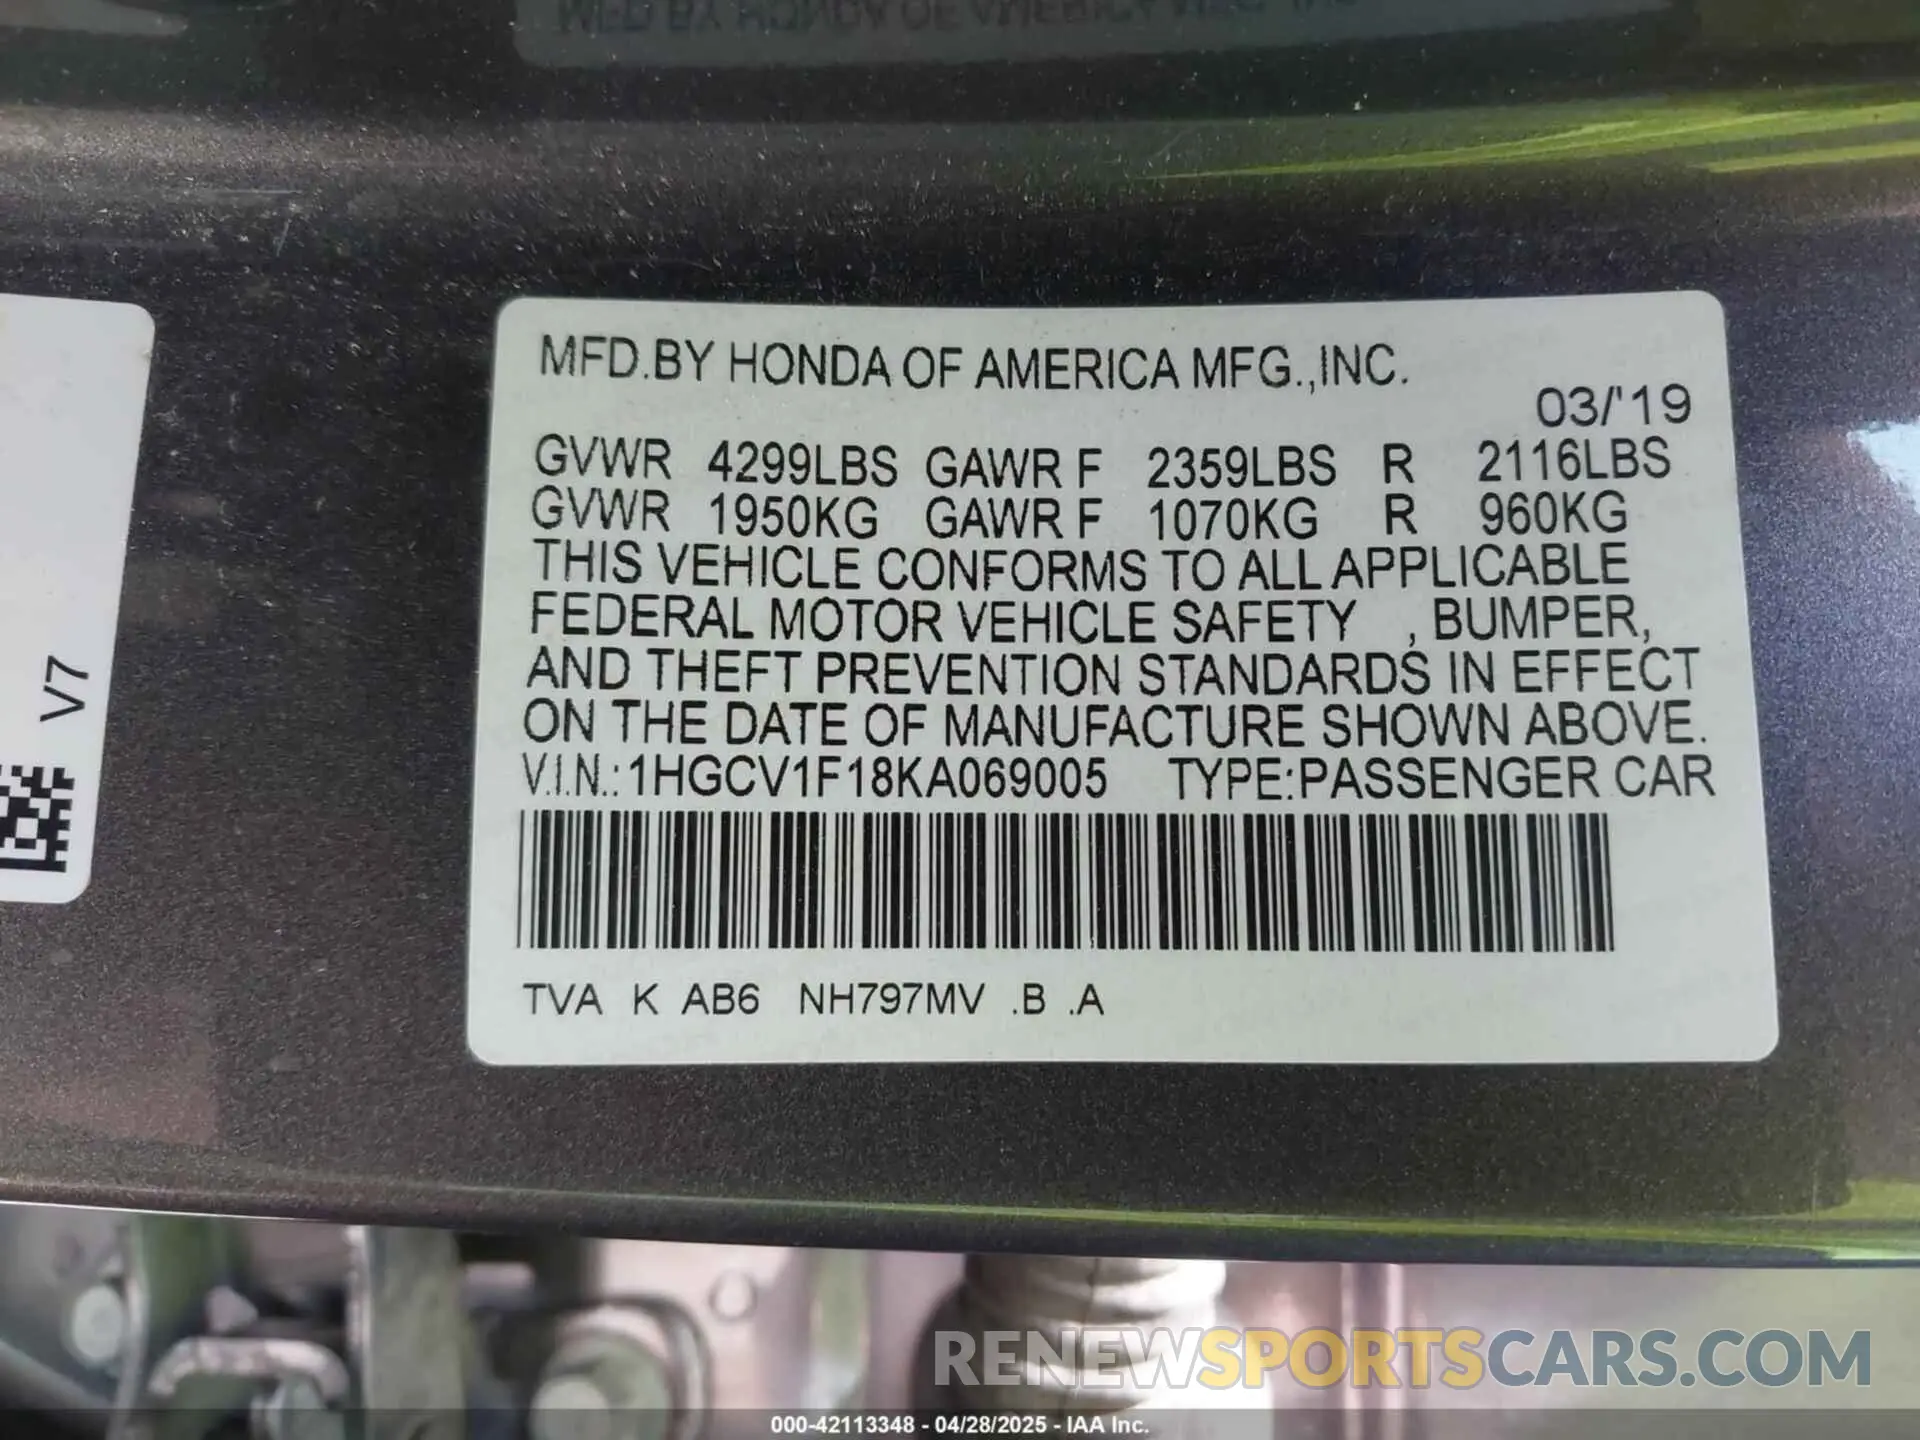 MFD.BY HONDA OF AMERICA MFG.,INC.
03/'19
GVWR 4299LBS GAWR F 2359LBS R 2116LBS
GVWR 1950KG GAWR F 1070KG R 960KG
THIS VEHICLE CONFORMS TO ALL APPLICABLE
FEDERAL MOTOR VEHICLE SAFETY , BUMPER,
AND THEFT PREVENTION STANDARDS IN EFFECT
ON THE DATE OF MANUFACTURE SHOWN ABOVE.
V.I.N.:1HGCV1F18KA069005 TYPE:PASSENGER CAR
TVA K AB6 NH797MV .B .A
V7
RENEWSPORTSCARS.COM
000-42113348 - 04/28/2025 - IAA Inc.